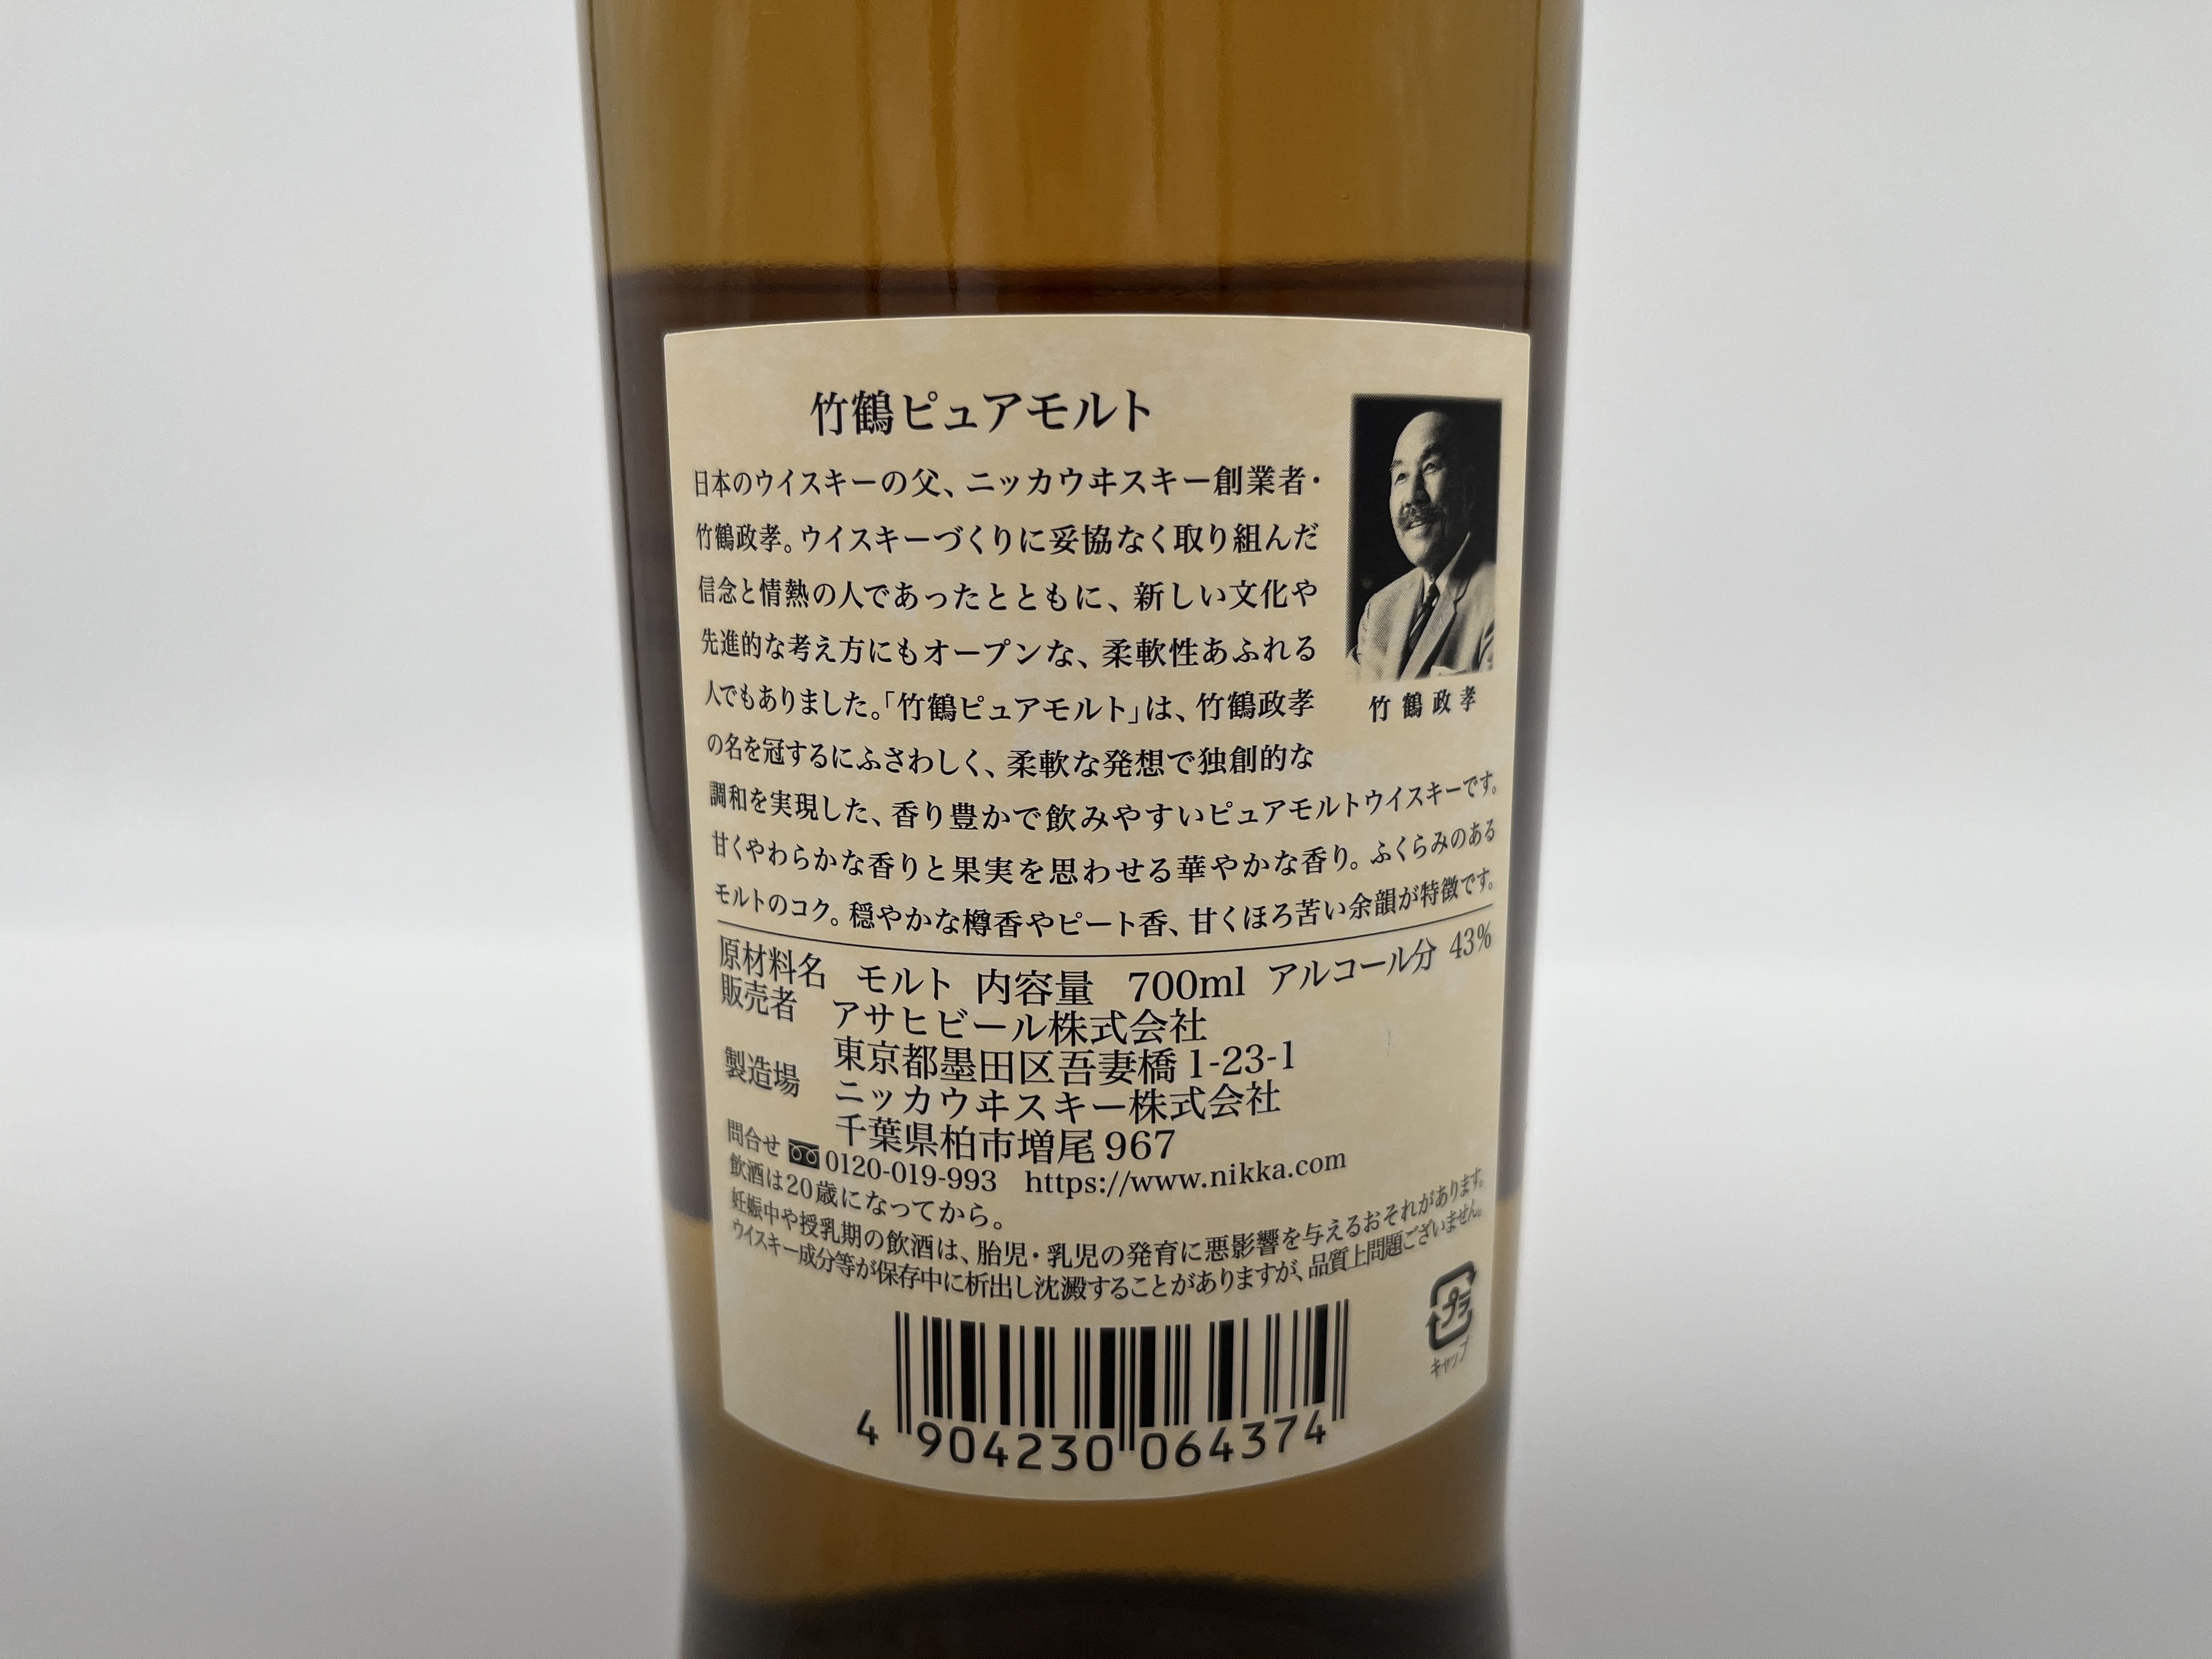 竹鶴ピュアモルト
日本のウイスキーの父、ニッカウヰスキー創業者・
竹鶴政孝。ウイスキーづくりに妥協なく取り組んだ
信念と情熱の人であったとともに、新しい文化や
先進的な考え方にもオープンな、柔軟性あふれる
人でもありました。「竹鶴ピュアモルト」は、竹鶴政孝
の名を冠するにふさわしく、柔軟な発想で独創的な
調和を実現した、香り豊かで飲みやすいピュアモルトウイスキーです。
甘くやわらかな香りと果実を思わせる華やかな香り。ふくらみのある
モルトのコク。穏やかな樽香やピート香、甘くほろ苦い余韻が特徴です。
竹鶴政孝
原材料名 モルト 内容量 700ml アルコール分 43%
販売者 アサヒビール株式会社
東京都墨田区吾妻橋1-23-1
製造場 ニッカウヰスキー株式会社
千葉県柏市増尾967
問合せ 0120-019-993 https://www.nikka.com
飲酒は20歳になってから。
妊娠中や授乳期の飲酒は、胎児・乳児の発育に悪影響を与えるおそれがあります。
ウイスキー成分等が保存中に析出し沈澱することがありますが、品質上問題ございません。
プラ
キャップ
4 904230 064374